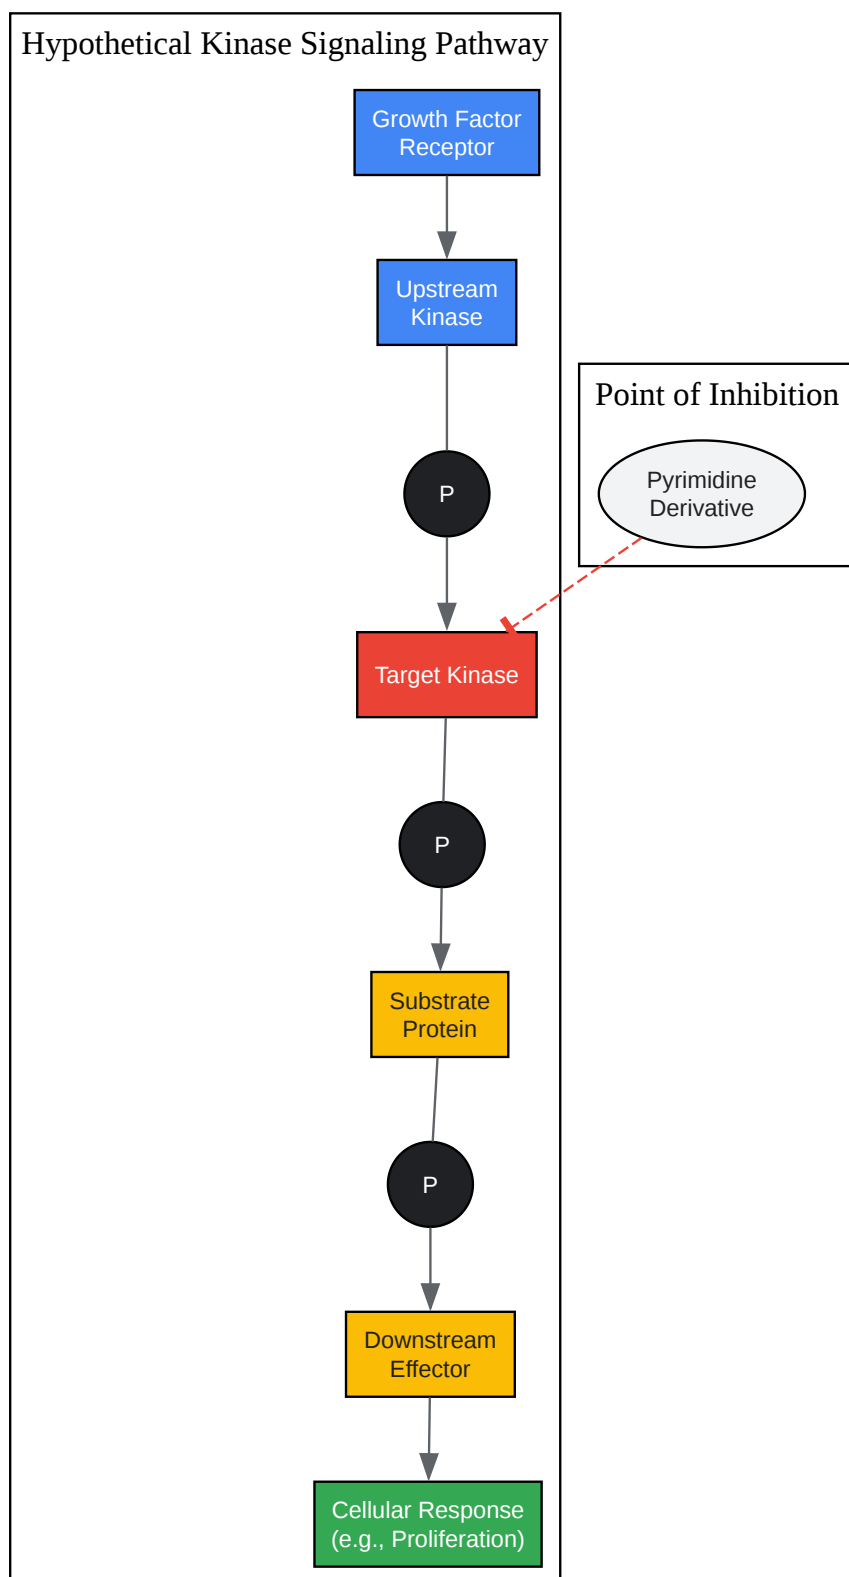 Hypothetical Kinase Signaling Pathway
Growth Factor
Receptor
Upstream
Kinase
Point of Inhibition
Pyrimidine
Derivative
P
Target Kinase
P
Substrate
Protein
P
Downstream
Effector
Cellular Response
(e.g., Proliferation)